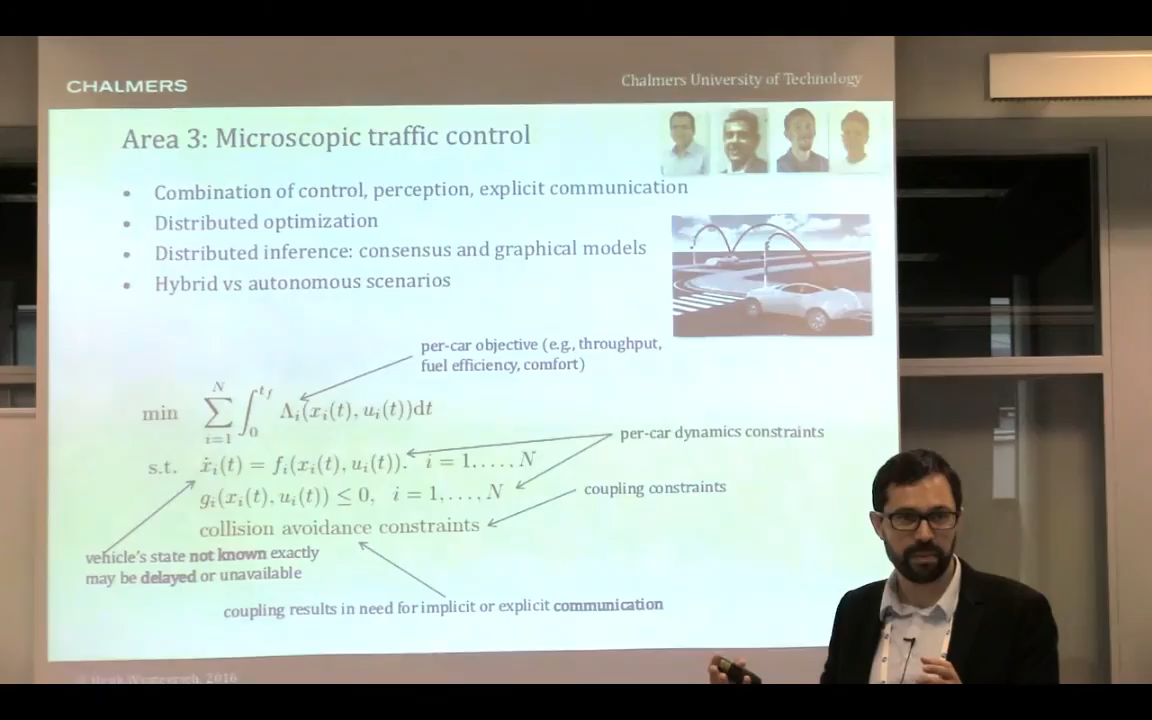 CHALMERS
Chalmers University of Technology
Area 3: Microscopic traffic control
• Combination of control, perception, explicit communication
• Distributed optimization
• Distributed inference: consensus and graphical models
• Hybrid vs autonomous scenarios
per-car objective (e.g., throughput,
fuel efficiency, comfort)
min ∑_{i=1}^{N} ∫_0^{t_f} Λ_i(x_i(t), u_i(t))dt
per-car dynamics constraints
s.t. ẋ_i(t) = f_i(x_i(t), u_i(t)). i = 1, . . . , N
g_i(x_i(t), u_i(t)) ≤ 0, i = 1, . . . , N
coupling constraints
collision avoidance constraints
vehicle's state not known exactly
may be delayed or unavailable
coupling results in need for implicit or explicit communication
2016